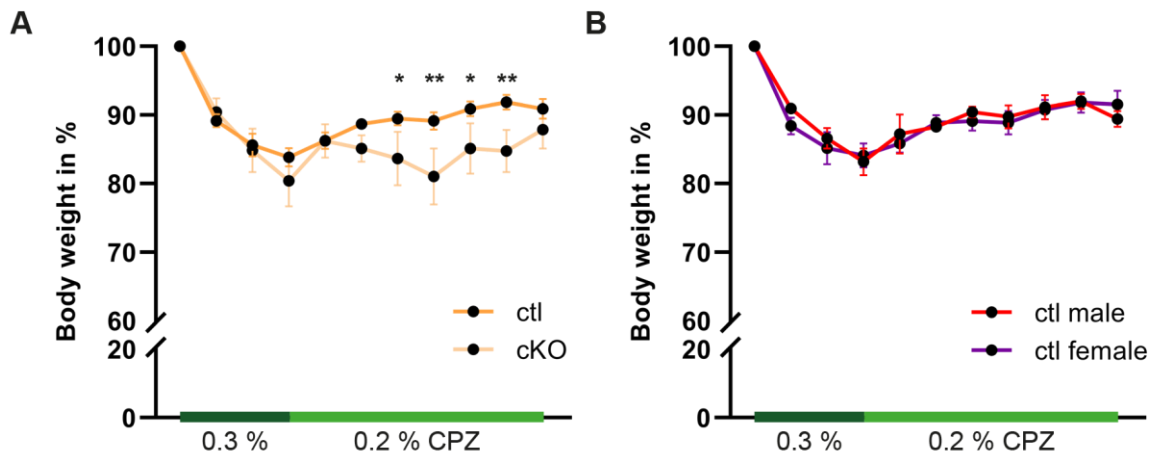 A
Body weight in %
100
90
80
70
60
20
0
* ** * **
ctl
cKO
0.3 %
0.2 % CPZ
B
Body weight in %
100
90
80
70
60
20
0
ctl male
ctl female
0.3 %
0.2 % CPZ